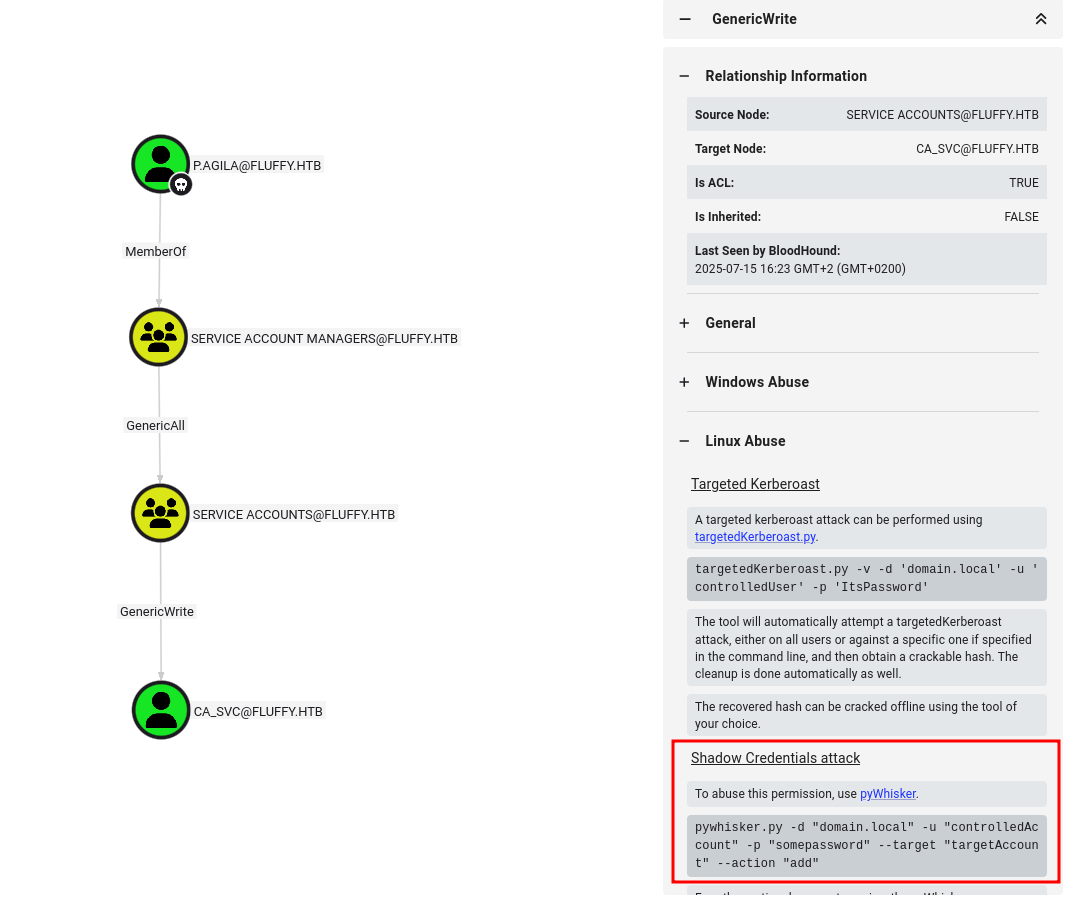 P.AGILA@FLUFFY.HTB
MemberOf
SERVICE ACCOUNT MANAGERS@FLUFFY.HTB
GenericAll
SERVICE ACCOUNTS@FLUFFY.HTB
GenericWrite
CA_SVC@FLUFFY.HTB
GenericWrite
Relationship Information
Source Node: SERVICE ACCOUNTS@FLUFFY.HTB
Target Node: CA_SVC@FLUFFY.HTB
Is ACL: TRUE
Is Inherited: FALSE
Last Seen by BloodHound:
2025-07-15 16:23 GMT+2 (GMT+0200)
General
Windows Abuse
Linux Abuse
Targeted Kerberoast
A targeted kerberoast attack can be performed using
targetedKerberoast.py.
targetedKerberoast.py -v -d 'domain.local' -u '
controlledUser' -p 'ItsPassword'
The tool will automatically attempt a targetedKerberoast
attack, either on all users or against a specific one if specified
in the command line, and then obtain a crackable hash. The
cleanup is done automatically as well.
The recovered hash can be cracked offline using the tool of
your choice.
Shadow Credentials attack
To abuse this permission, use pyWhisker.
pywhisker.py -d "domain.local" -u "controlledAc
count" -p "somepassword" --target "targetAccoun
t" --action "add"